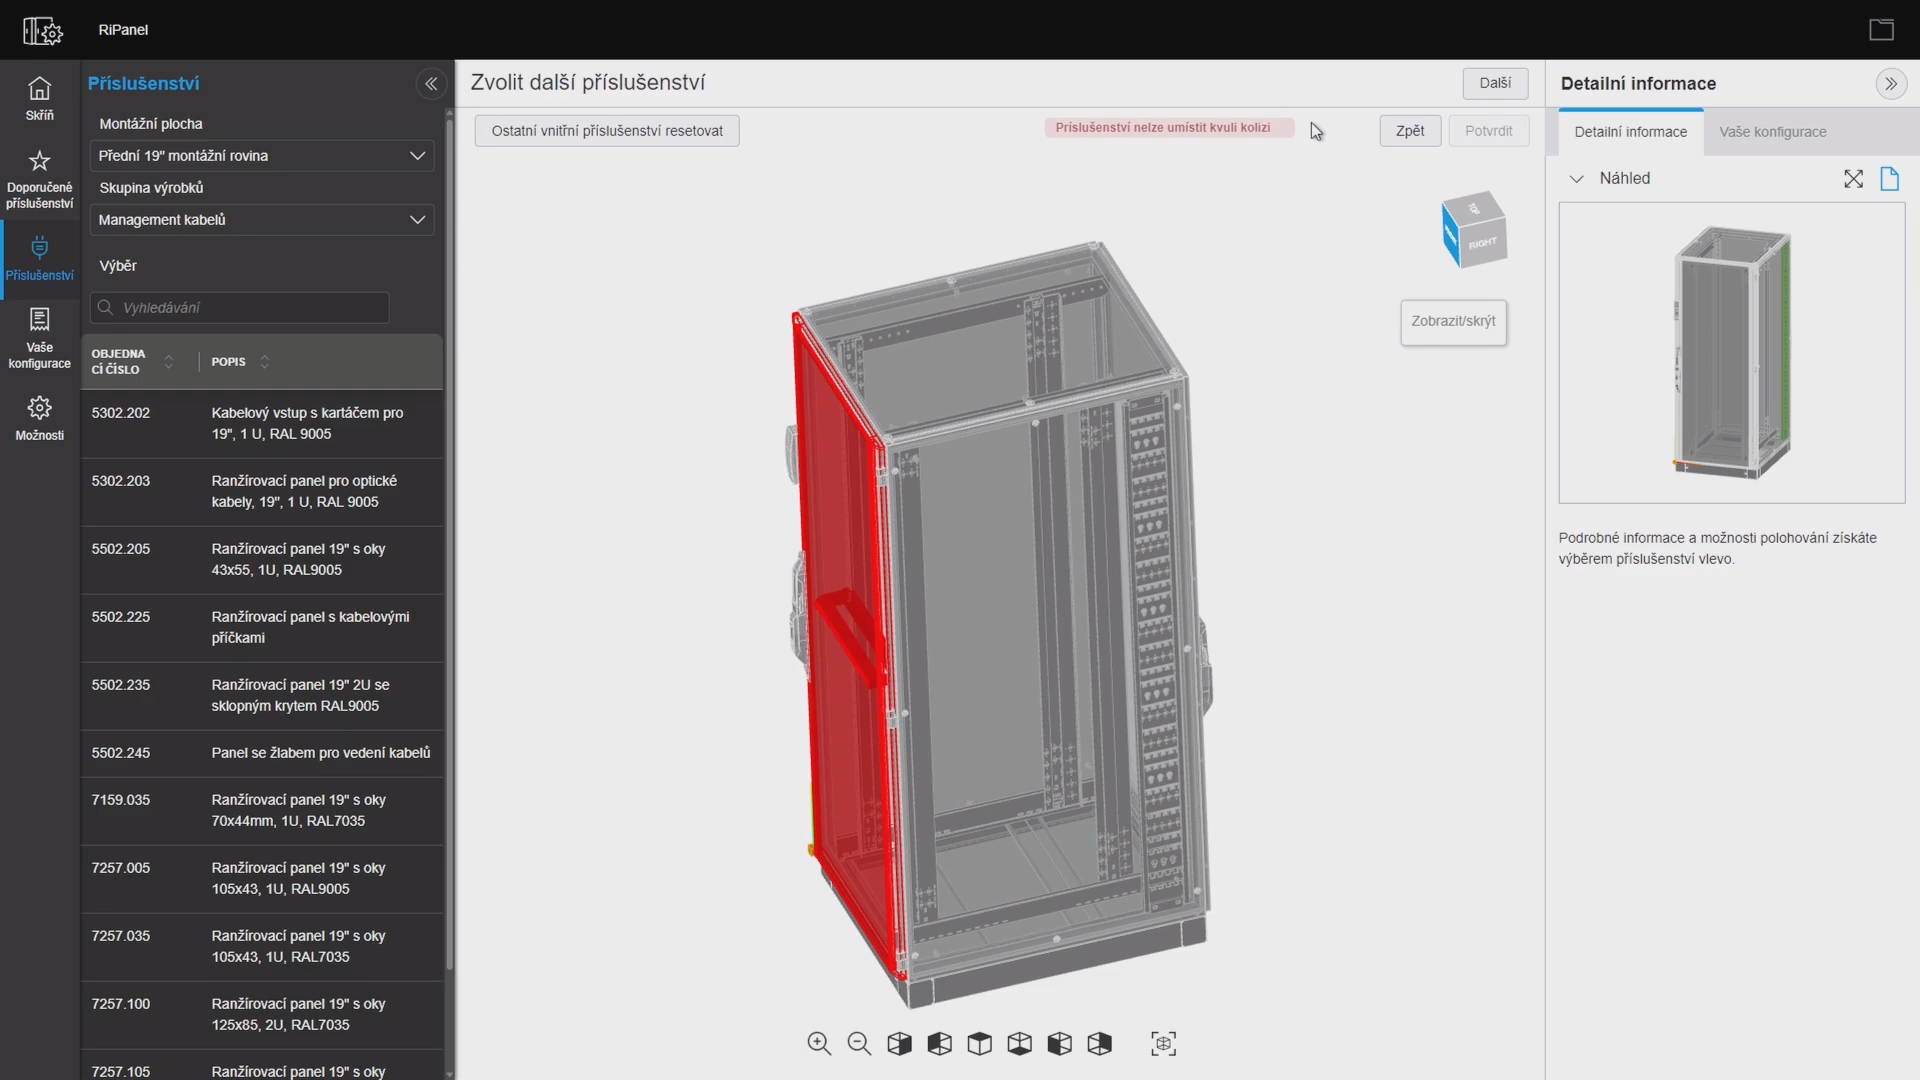 RiPanel
Skříň
Doporučené
příslušenství
Příslušenství
Vaše
konfigurace
Možnosti
Příslušenství
Montážní plocha
Přední 19" montážní rovina
Skupina výrobků
Management kabelů
Výběr
Vyhledávání
OBJEDNA
CÍ ČÍSLO
POPIS
5302.202
Kabelový vstup s kartáčem pro
19", 1 U, RAL 9005
5302.203
Ranžírovací panel pro optické
kabely, 19", 1 U, RAL 9005
5502.205
Ranžírovací panel 19" s oky
43x55, 1U, RAL9005
5502.225
Ranžírovací panel s kabelovými
příčkami
5502.235
Ranžírovací panel 19" 2U se
sklopným krytem RAL9005
5502.245
Panel se žlabem pro vedení kabelů
7159.035
Ranžírovací panel 19" s oky
70x44mm, 1U, RAL7035
7257.005
Ranžírovací panel 19" s oky
105x43, 1U, RAL9005
7257.035
Ranžírovací panel 19" s oky
105x43, 1U, RAL7035
7257.100
Ranžírovací panel 19" s oky
125x85, 2U, RAL7035
7257.105
Ranžírovací panel 19" s oky
Zvolit další příslušenství
Další
Ostatní vnitřní příslušenství resetovat
Príslušenství nelze umístit kvuli kolizi
Zpět
Potvrdit
TOP
RIGHT
Zobrazit/skrýt
Detailní informace
Detailní informace
Vaše konfigurace
Náhled
Podrobné informace a možnosti polohování získáte
výběrem příslušenství vlevo.